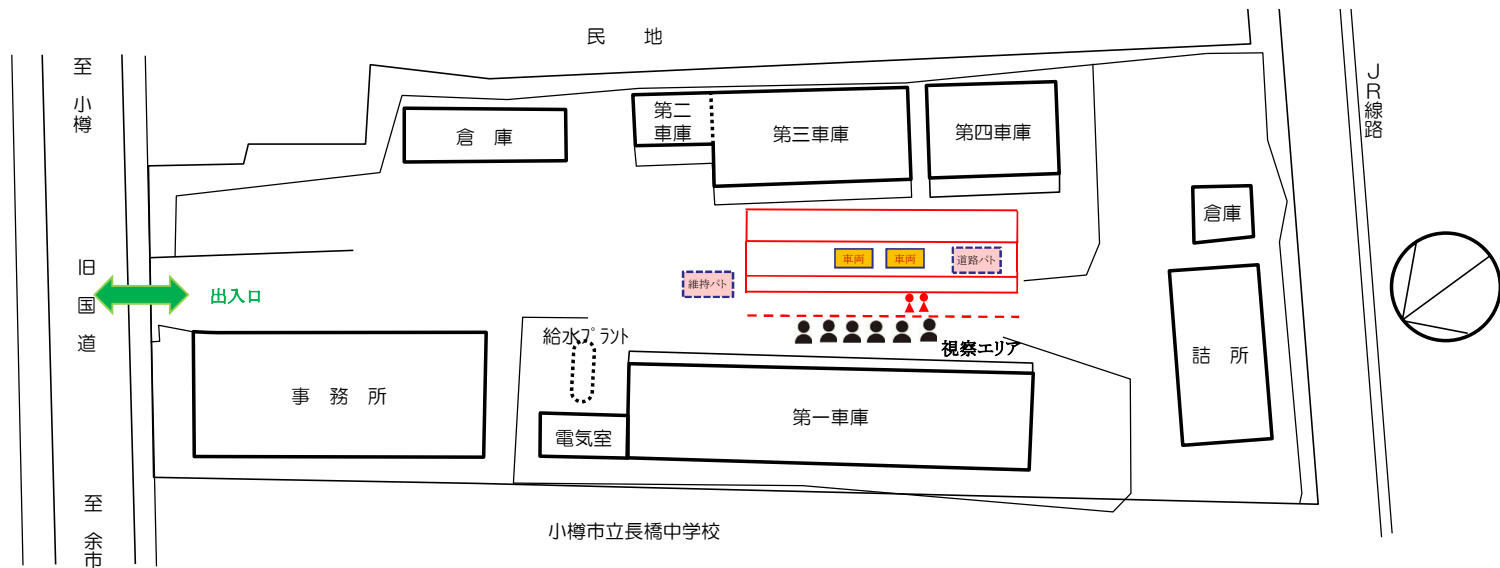 民　地
至　小樽
ＪＲ線路
倉　庫
第二
車庫
第三車庫
第四車庫
倉庫
旧　国　道
出入口
車両
車両
道路パト
維持パト
給水プラント
視察エリア
事　務　所
電気室
第一車庫
詰　所
至　余市
小樽市立長橋中学校